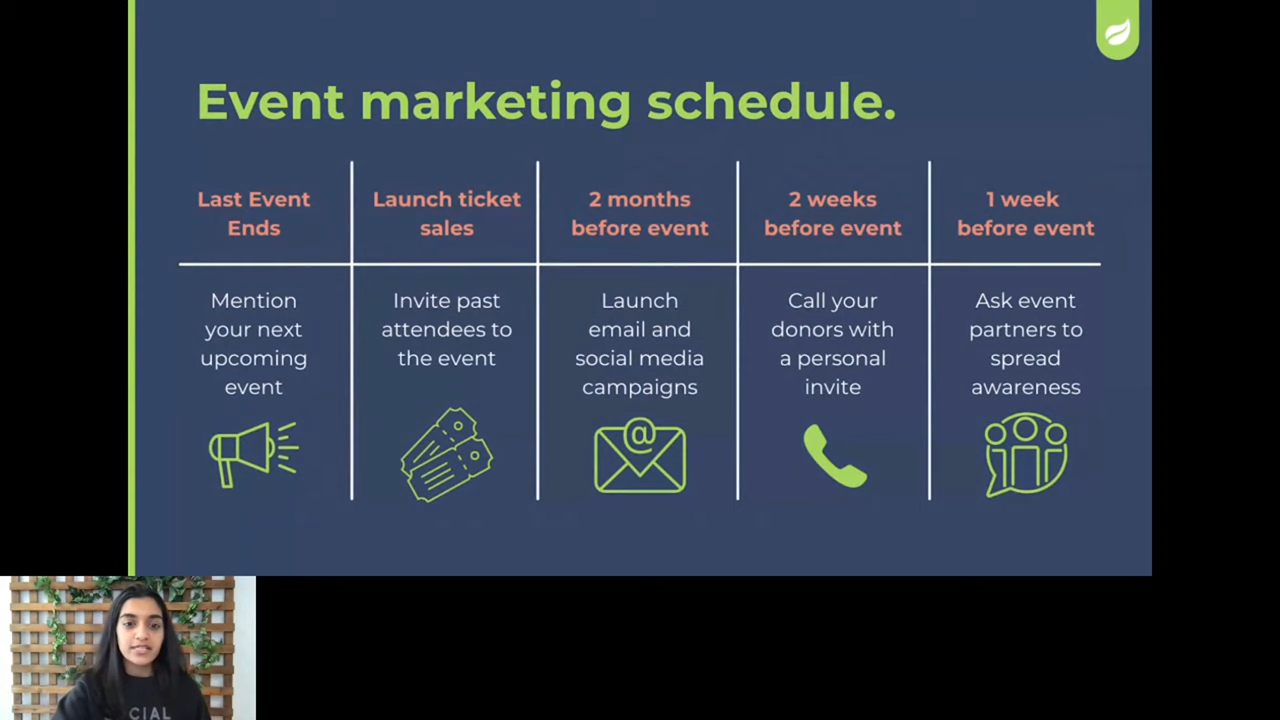 Event marketing schedule.
Last Event
Ends
Launch ticket
sales
2 months
before event
2 weeks
before event
1 week
before event
Mention
your next
upcoming
event
Invite past
attendees to
the event
Launch
email and
social media
campaigns
Call your
donors with
a personal
invite
Ask event
partners to
spread
awareness
@
CIAL